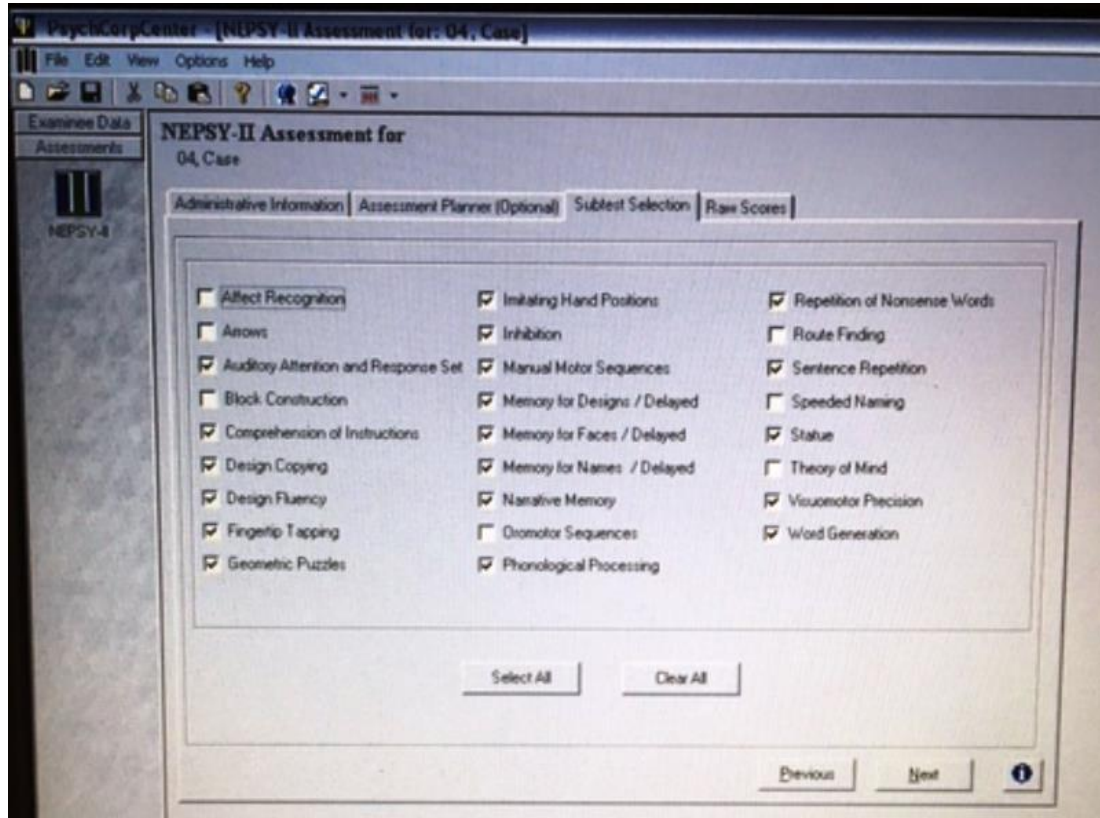 PsychCorpCenter - [NEPSY-II Assessment for: 04, Case]
File Edit View Options Help
Examinee Data
Assessments
NEPSY-II
NEPSY-II Assessment for
04, Case
Administrative Information Assessment Planner (Optional) Subtest Selection Raw Scores
Affect Recognition
Arrows
Auditory Attention and Response Set
Block Construction
Comprehension of Instructions
Design Copying
Design Fluency
Fingertip Tapping
Geometric Puzzles
Imitating Hand Positions
Inhibition
Manual Motor Sequences
Memory for Designs / Delayed
Memory for Faces / Delayed
Memory for Names / Delayed
Narrative Memory
Oromotor Sequences
Phonological Processing
Repetition of Nonsense Words
Route Finding
Sentence Repetition
Speeded Naming
Statue
Theory of Mind
Visuomotor Precision
Word Generation
Select All Clear All
Previous Next